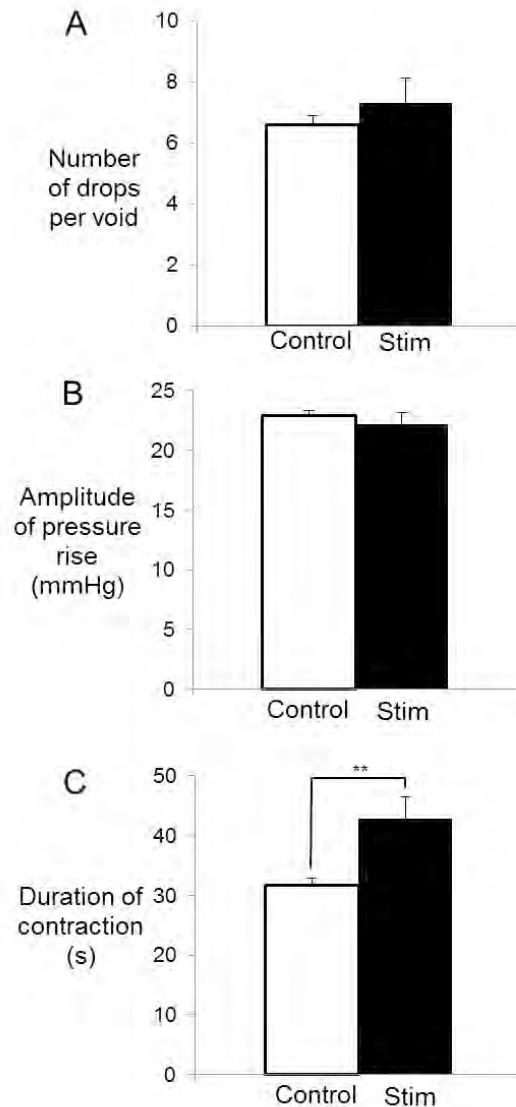 A
10
8
6
4
2
0
Number
of drops
per void
Control Stim
B
25
20
15
10
5
0
Amplitude
of pressure
rise
(mmHg)
Control Stim
C
50
40
30
20
10
0
**
Duration of
contraction
(s)
Control Stim